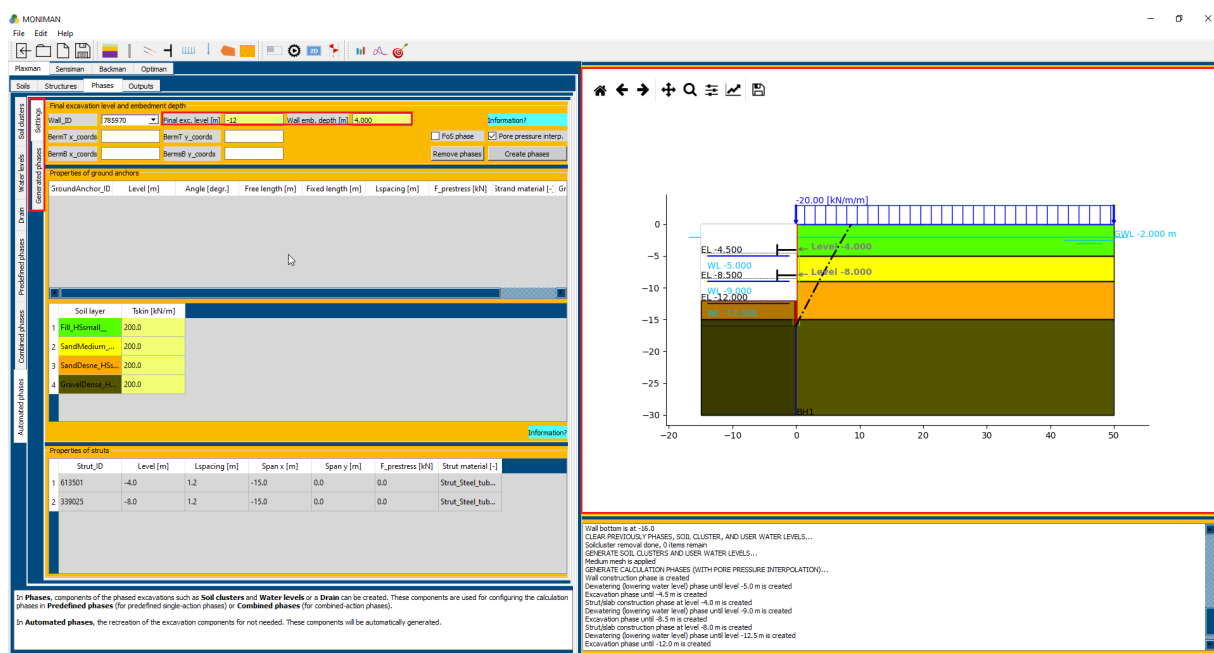 MONIMAN
File Edit Help
Plaxman Sensiman Backman Optiman
Soils Structures Phases Outputs
Soil clusters
Water levels
Drain
Predefined phases
Combined phases
Automated phases
Settings
Generated phases
Final excavation level and embedment depth
Wall_ID 785970 Final exc. level [m] -12 Wall emb. depth [m] 4.000 Information?
BermT x_coords BermT y_coords FoS phase Pore pressure interp.
BermB x_coords BermsB y_coords Remove phases Create phases
Properties of ground anchors
GroundAnchor_ID Level [m] Angle [degr.] Free length [m] Fixed length [m] Lspacing [m] F_prestress [kN] Strand material [-] Gr
Soil layer Tskin [kN/m]
1 Fill_HSsmall__ 200.0
2 SandMedium_... 200.0
3 SandDesne_HSs... 200.0
4 GravelDense_H... 200.0
Information?
Properties of struts
Strut_ID Level [m] Lspacing [m] Span x [m] Span y [m] F_prestress [kN] Strut material [-]
1 613501 -4.0 1.2 -15.0 0.0 0.0 Strut_Steel_tub...
2 339025 -8.0 1.2 -15.0 0.0 0.0 Strut_Steel_tub...
In Phases, components of the phased excavations such as Soil clusters and Water levels or a Drain can be created. These components are used for configuring the calculation
phases in Predefined phases (for predefined single-action phases) or Combined phases (for combined-action phases).
In Automated phases, the recreation of the excavation components for not needed. These components will be automatically generated.
-20.00 [kN/m/m]
GWL -2.000 m
EL -4.500
Level -4.000
WL -5.000
EL -8.500
Level -8.000
WL -9.000
EL -12.000
WL -12.500
BH1
0
−5
−10
−15
−20
−25
−30
−20 −10 0 10 20 30 40 50
Wall bottom is at -16.0
CLEAR PREVIOUSLY PHASES, SOIL CLUSTER, AND USER WATER LEVELS...
Soilcluster removal done, 0 items remain
GENERATE SOIL CLUSTERS AND USER WATER LEVELS...
Medium mesh is applied
GENERATE CALCULATION PHASES (WITH PORE PRESSURE INTERPOLATION)...
Wall construction phase is created
Dewatering (lowering water level) phase until level -5.0 m is created
Excavation phase until -4.5 m is created
Strut/slab construction phase at level -4.0 m is created
Dewatering (lowering water level) phase until level -9.0 m is created
Excavation phase until -8.5 m is created
Strut/slab construction phase at level -8.0 m is created
Dewatering (lowering water level) phase until level -12.5 m is created
Excavation phase until -12.0 m is created